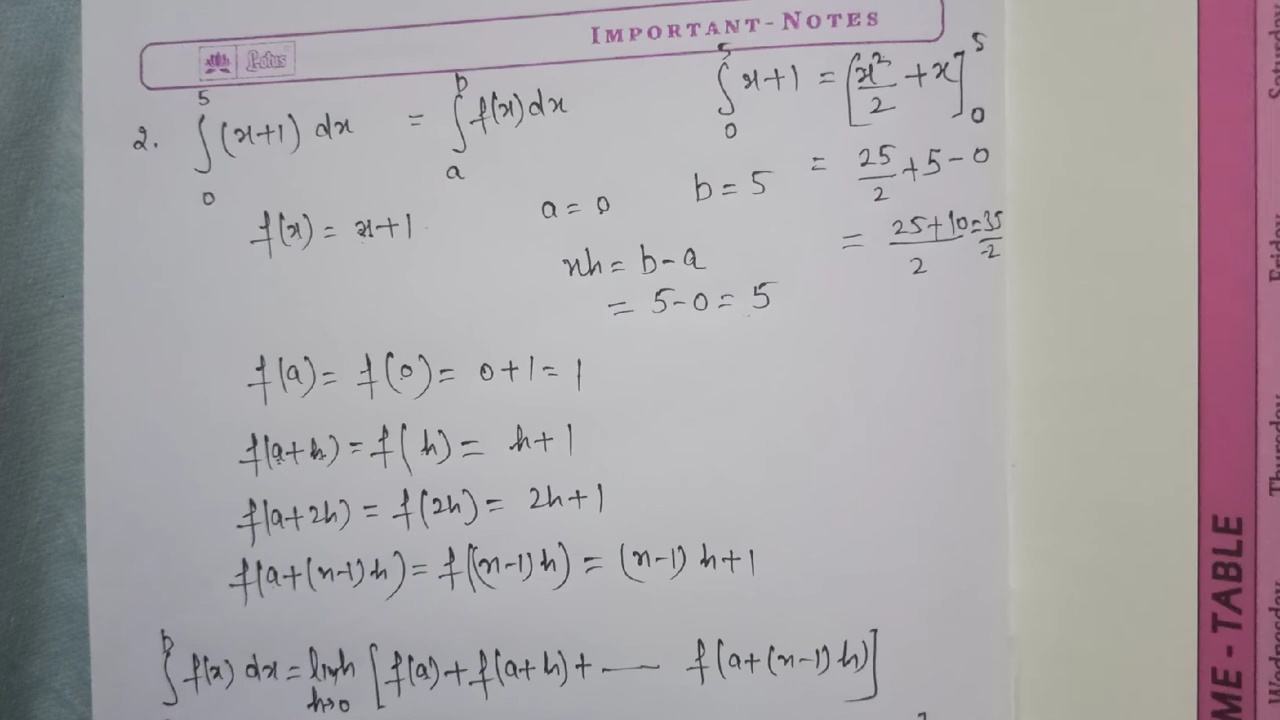 IMPORTANT-NOTES
Lotus
2. ∫₀⁵ (x+1) dx = ∫ₐᵇ f(x) dx
∫₀⁵ x+1 = [x²/2 + x]₀⁵
= 25/2 + 5 - 0
= (25+10)/2 = 35/2
f(x) = x+1
a = 0
b = 5
nh = b - a
= 5-0 = 5
f(a) = f(0) = 0+1 = 1
f(a+h) = f(h) = h+1
f(a+2h) = f(2h) = 2h+1
f(a+(n-1)h) = f((n-1)h) = (n-1)h+1
∫ₐᵇ f(x) dx = lim h→0 h [f(a)+f(a+h)+ —— f(a+(n-1)h)]
ME - TABLE
Wednesday
Thursday
Friday
Saturday